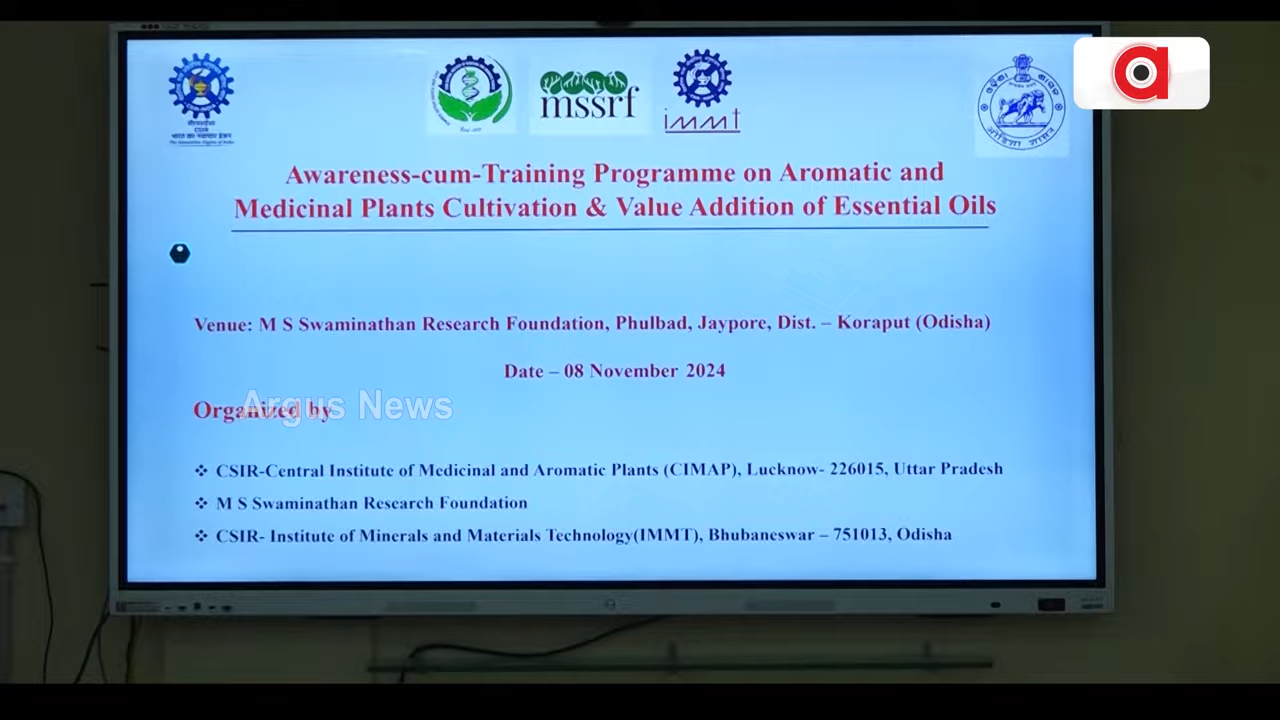 mssrf
immt
CSIR
a
Awareness-cum-Training Programme on Aromatic and
Medicinal Plants Cultivation & Value Addition of Essential Oils
Venue: M S Swaminathan Research Foundation, Phulbad, Jaypore, Dist. – Koraput (Odisha)
Date – 08 November 2024
Organized by
Argus News
❖ CSIR-Central Institute of Medicinal and Aromatic Plants (CIMAP), Lucknow- 226015, Uttar Pradesh
❖ M S Swaminathan Research Foundation
❖ CSIR- Institute of Minerals and Materials Technology(IMMT), Bhubaneswar – 751013, Odisha